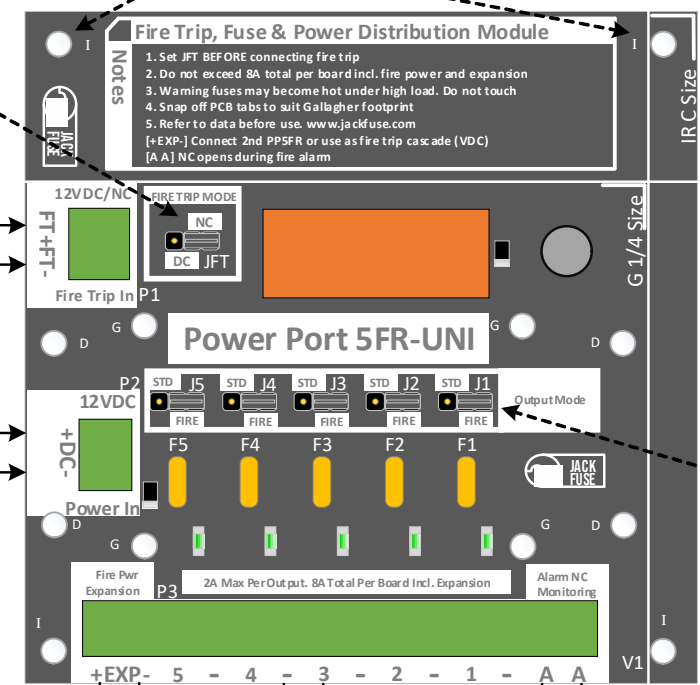 I
I
Fire Trip, Fuse & Power Distribution Module
Notes
1. Set JFT BEFORE connecting fire trip
2. Do not exceed 8A total per board incl. fire power and expansion
3. Warning fuses may become hot under high load. Do not touch
4. Snap off PCB tabs to suit Gallagher footprint
5. Refer to data before use. www.jackfuse.com
[+EXP-] Connect 2nd PP5FR or use as fire trip cascade (VDC)
[A A] NC opens during fire alarm
JACK
FUSE
IRC Size
12VDC/NC
FT+FT-
Fire Trip In P1
FIRE TRIP MODE
NC
DC JFT
G 1/4 Size
G
D
Power Port 5FR-UNI
G
D
P2
12VDC
+DC-
Power In
STD J5 STD J4 STD J3 STD J2 STD J1
FIRE FIRE FIRE FIRE FIRE
Output Mode
F5 F4 F3 F2 F1
JACK
FUSE
D
G
G
D
Fire Pwr
Expansion
P3
2A Max Per Output. 8A Total Per Board Incl. Expansion
Alarm NC
Monitoring
I
I
V1
+EXP- 5 - 4 - 3 - 2 - 1 - A A